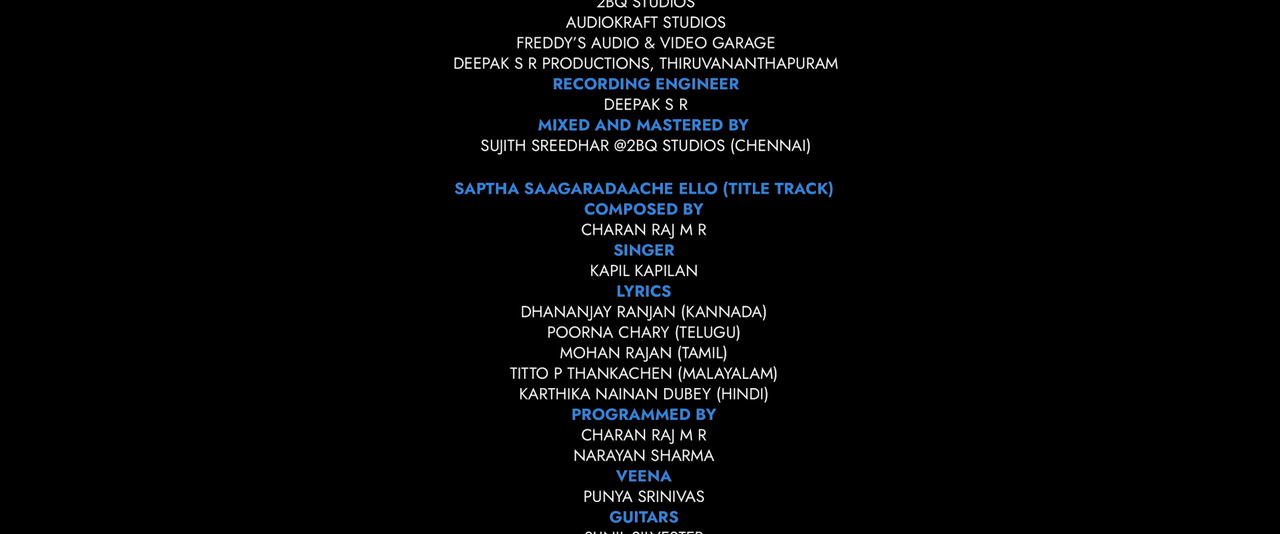 2BQ STUDIOS
AUDIOKRAFT STUDIOS
FREDDY'S AUDIO & VIDEO GARAGE
DEEPAK S R PRODUCTIONS, THIRUVANANTHAPURAM
RECORDING ENGINEER
DEEPAK S R
MIXED AND MASTERED BY
SUJITH SREEDHAR @2BQ STUDIOS (CHENNAI)
SAPTHA SAAGARADAACHE ELLO (TITLE TRACK)
COMPOSED BY
CHARAN RAJ M R
SINGER
KAPIL KAPILAN
LYRICS
DHANANJAY RANJAN (KANNADA)
POORNA CHARY (TELUGU)
MOHAN RAJAN (TAMIL)
TITTO P THANKACHEN (MALAYALAM)
KARTHIKA NAINAN DUBEY (HINDI)
PROGRAMMED BY
CHARAN RAJ M R
NARAYAN SHARMA
VEENA
PUNYA SRINIVAS
GUITARS